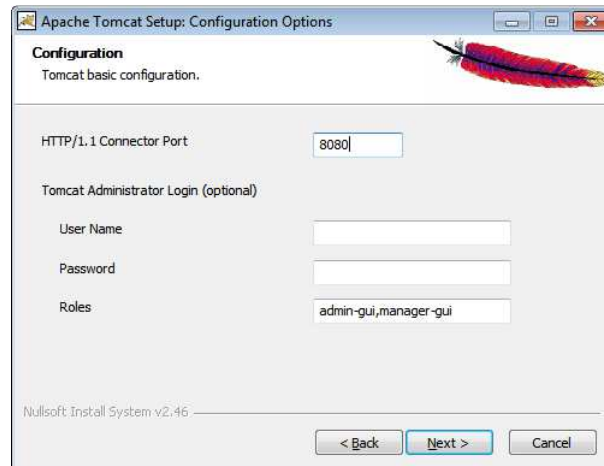 Apache Tomcat Setup: Configuration Options
Configuration
Tomcat basic configuration.
HTTP/1.1 Connector Port
8080
Tomcat Administrator Login (optional)
User Name
Password
Roles
admin-gui,manager-gui
Nullsoft Install System v2.46
< Back
Next >
Cancel